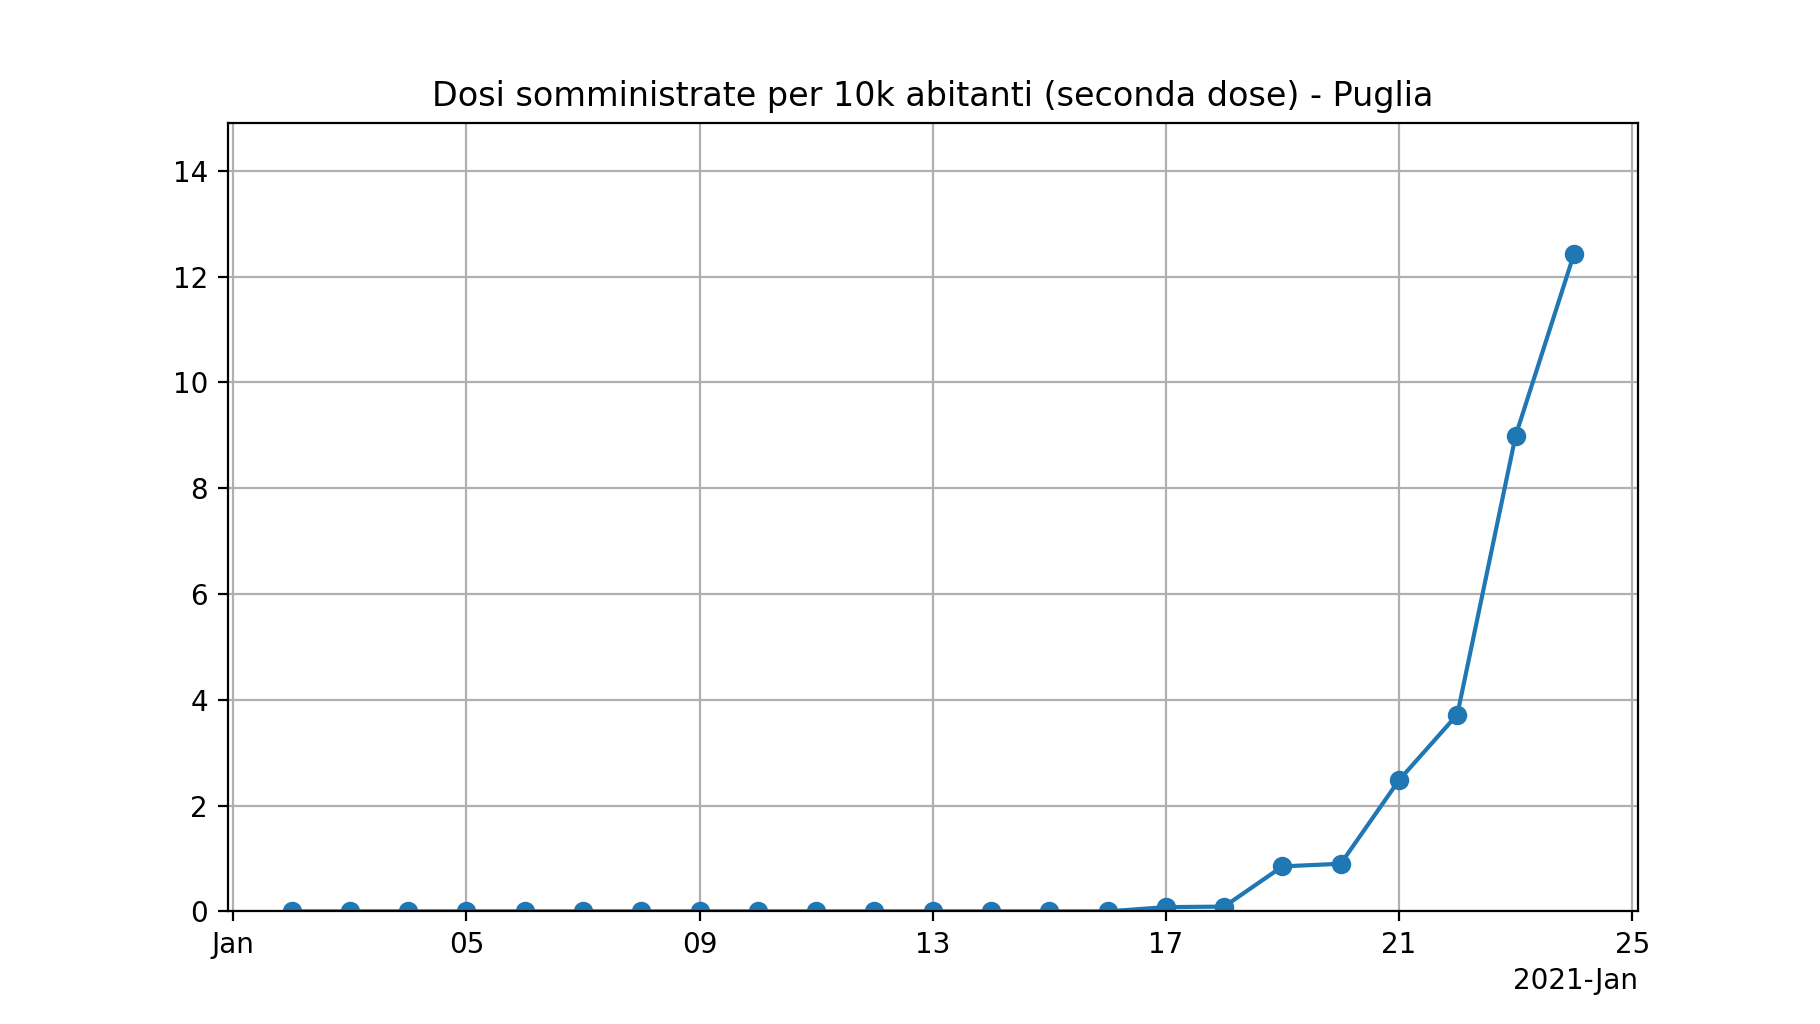 Dosi somministrate per 10k abitanti (seconda dose) - Puglia
14
12
10
8
6
4
2
0
Jan 05 09 13 17 21 25
2021-Jan